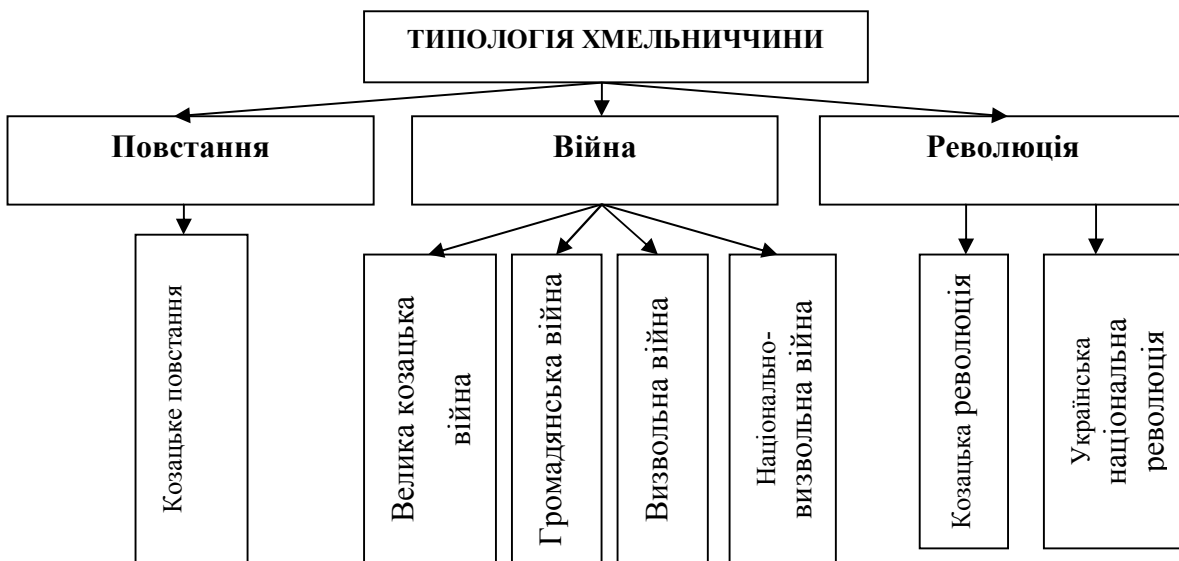 ТИПОЛОГІЯ ХМЕЛЬНИЧЧИНИ
Повстання
Війна
Революція
Козацьке повстання
Велика козацька
війна
Громадянська війна
Визвольна війна
Національно-
визвольна війна
Козацька революція
Українська
національна
революція